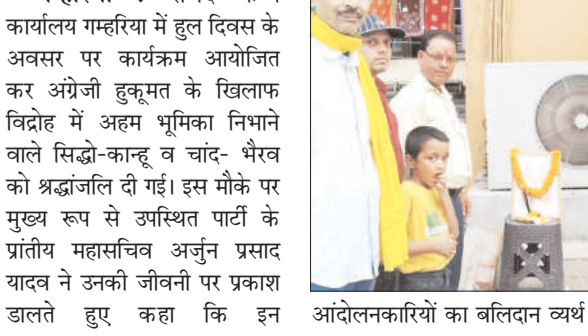 कार्यालय गम्हरिया में हुल दिवस के
अवसर पर कार्यक्रम आयोजित
कर अंग्रेजी हुकूमत के खिलाफ
विद्रोह में अहम भूमिका निभाने
वाले सिद्धो-कान्हू व चांद- भैरव
को श्रद्धांजलि दी गई। इस मौके पर
मुख्य रूप से उपस्थित पार्टी के
प्रांतीय महासचिव अर्जुन प्रसाद
यादव ने उनकी जीवनी पर प्रकाश
डालते हुए कहा कि इन
आंदोलनकारियों का बलिदान व्यर्थ